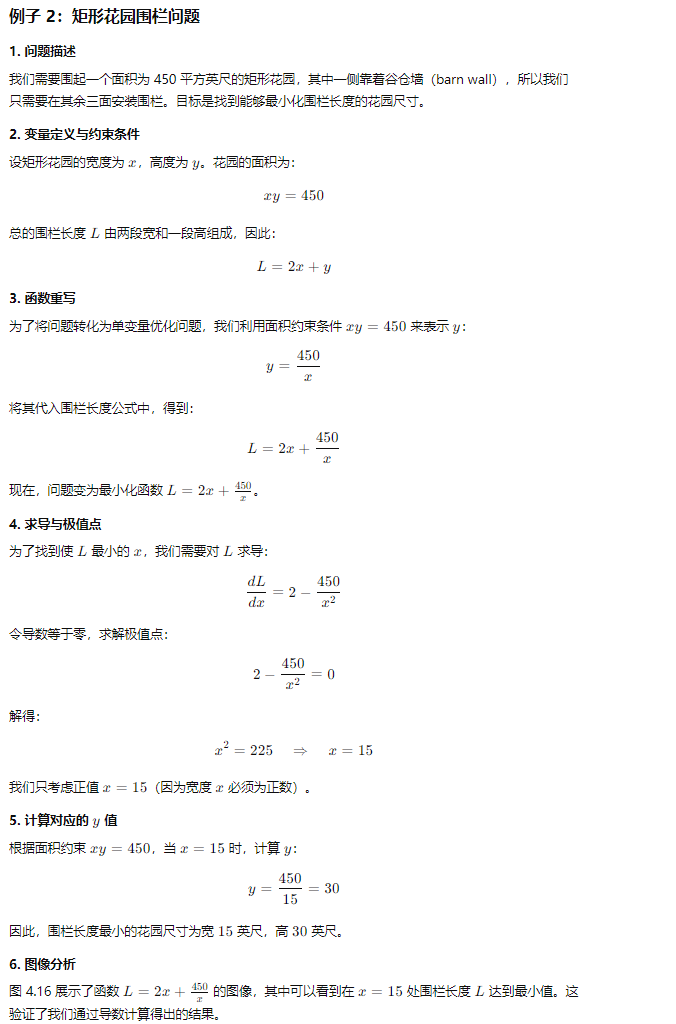 例子 2：矩形花园围栏问题
1. 问题描述
我们需要围起一个面积为 450 平方英尺的矩形花园，其中一侧靠着谷仓墙（barn wall），所以我们
只需要在其余三面安装围栏。目标是找到能够最小化围栏长度的花园尺寸。
2. 变量定义与约束条件
设矩形花园的宽度为 x，高度为 y。花园的面积为：
xy = 450
总的围栏长度 L 由两段宽和一段高组成，因此：
L = 2x + y
3. 函数重写
为了将问题转化为单变量优化问题，我们利用面积约束条件 xy = 450 来表示 y：
y = \frac{450}{x}
将其代入围栏长度公式中，得到：
L = 2x + \frac{450}{x}
现在，问题变为最小化函数 L = 2x + \frac{450}{x}。
4. 求导与极值点
为了找到使 L 最小的 x，我们需要对 L 求导：
\frac{dL}{dx} = 2 - \frac{450}{x^2}
令导数等于零，求解极值点：
2 - \frac{450}{x^2} = 0
解得：
x^2 = 225 ⇒ x = 15
我们只考虑正值 x = 15（因为宽度 x 必须为正数）。
5. 计算对应的 y 值
根据面积约束 xy = 450，当 x = 15 时，计算 y：
y = \frac{450}{15} = 30
因此，围栏长度最小的花园尺寸为宽 15 英尺，高 30 英尺。
6. 图像分析
图 4.16 展示了函数 L = 2x + \frac{450}{x} 的图像，其中可以看到在 x = 15 处围栏长度 L 达到最小值。这
验证了我们通过导数计算得出的结果。